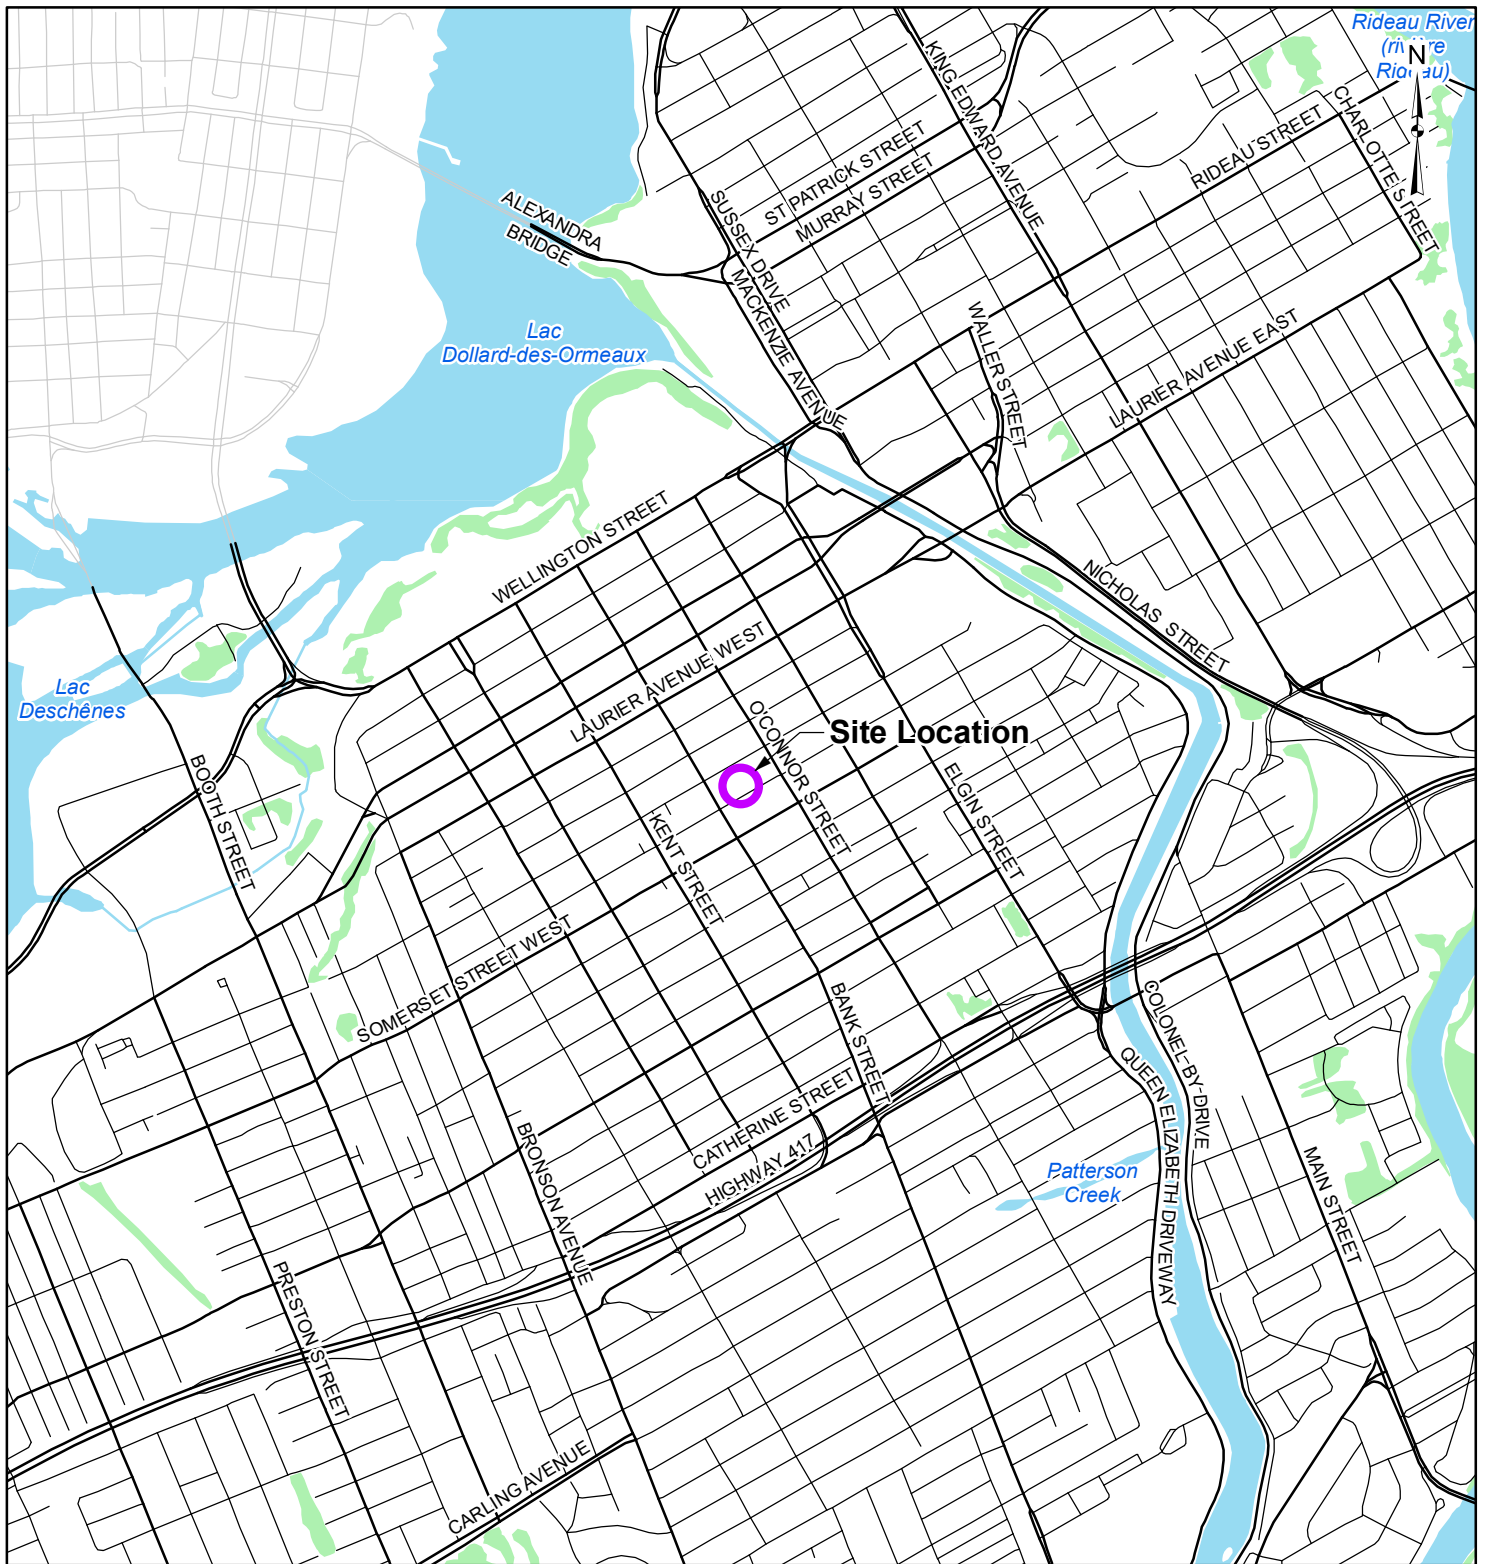 Rideau River
(rivière
Rideau)
N
KING EDWARD AVENUE
CHARLOTTE STREET
RIDEAU STREET
ST PATRICK STREET
MURRAY STREET
ALEXANDRA
BRIDGE
SUSSEX DRIVE
MACKENZIE AVENUE
Lac
Dollard-des-Ormeaux
WALLER STREET
LAURIER AVENUE EAST
WELLINGTON STREET
NICHOLAS STREET
LAURIER AVENUE WEST
Lac
Deschênes
O'CONNOR STREET
Site Location
BOOTH STREET
ELGIN STREET
KENT STREET
SOMERSET STREET WEST
BANK STREET
COLONEL BY DRIVE
QUEEN ELIZABETH DRIVEWAY
CATHERINE STREET
HIGHWAY 417
BRONSON AVENUE
Patterson
Creek
MAIN STREET
PRESTON STREET
CARLING AVENUE